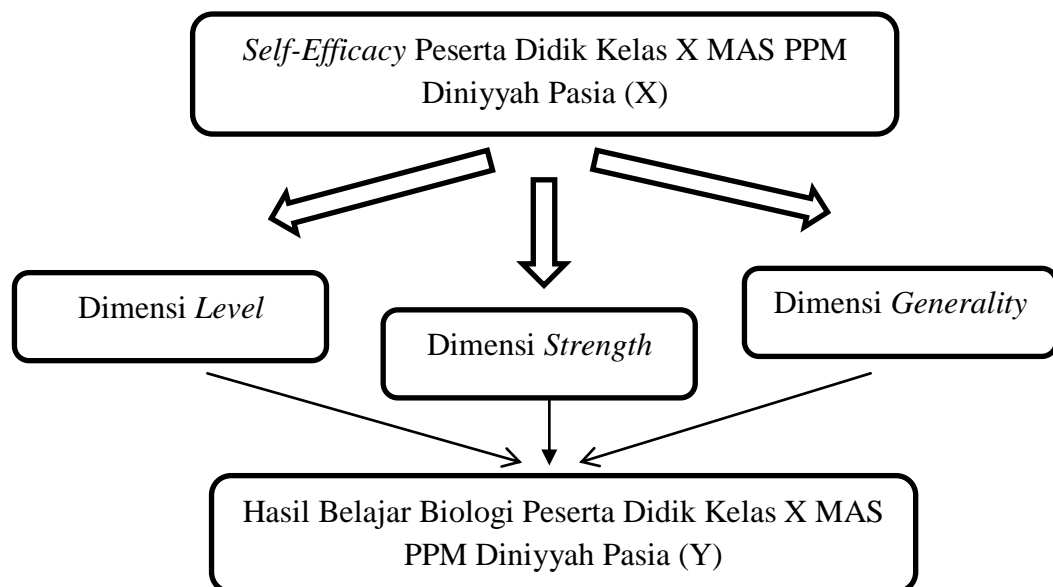 Self-Efficacy Peserta Didik Kelas X MAS PPM
Diniyyah Pasia (X)
Dimensi Level
Dimensi Strength
Dimensi Generality
Hasil Belajar Biologi Peserta Didik Kelas X MAS
PPM Diniyyah Pasia (Y)